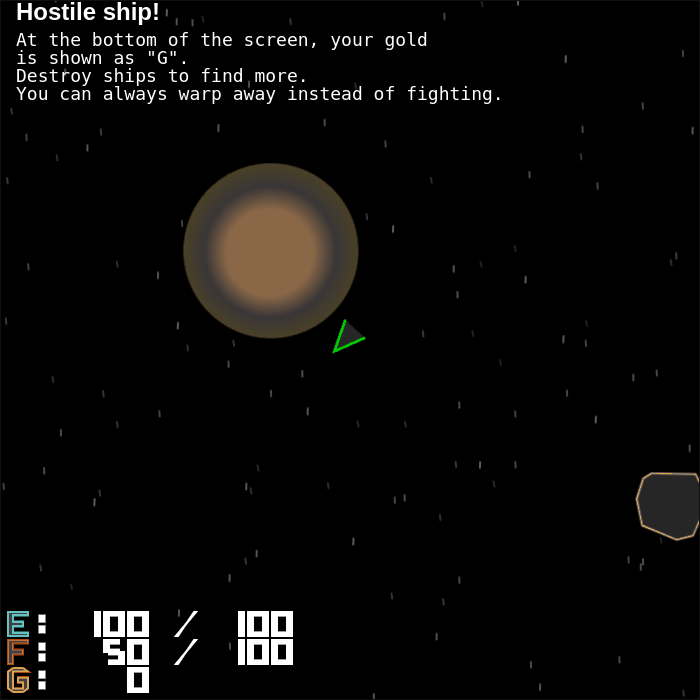 Hostile ship!
At the bottom of the screen, your gold
is shown as "G".
Destroy ships to find more.
You can always warp away instead of fighting.
E: 100 / 100
F: 50 / 100
G: 0